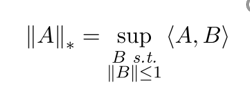 ‖A‖∗ = sup ⟨A, B⟩
B s.t.
‖B‖≤1